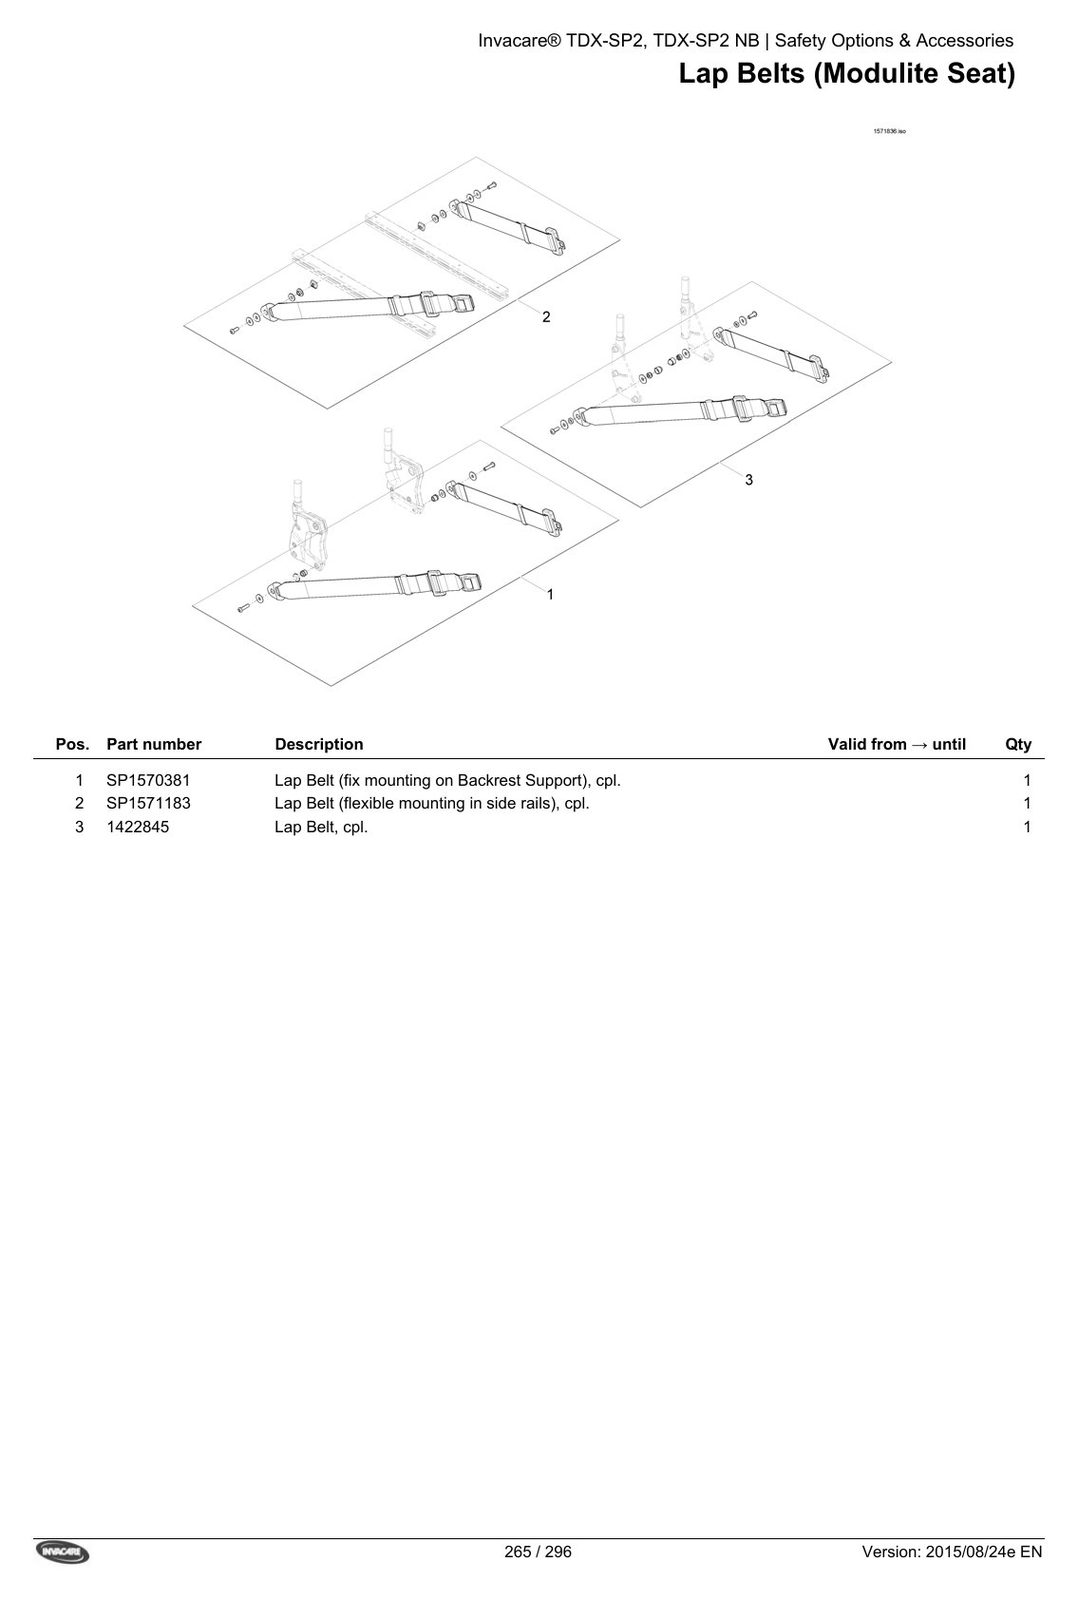 Invacare® TDX-SP2, TDX-SP2 NB | Safety Options & Accessories
Lap Belts (Modulite Seat)
1571836.iso
2
3
1
Pos. Part number Description Valid from → until Qty
1 SP1570381 Lap Belt (fix mounting on Backrest Support), cpl. 1
2 SP1571183 Lap Belt (flexible mounting in side rails), cpl. 1
3 1422845 Lap Belt, cpl. 1
INVACARE 265 / 296 Version: 2015/08/24e EN